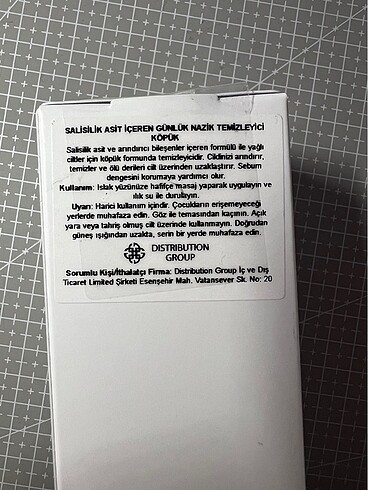 SALİSİLİK ASİT İÇEREN GÜNLÜK NAZİK TEMİZLEYİCİ
KÖPÜK
Salisilik asit ve arındırıcı bileşenler içeren formülü ile yağlı
ciltler için köpük formunda temizleyicidir. Cildinizi arındırır,
temizler ve ölü derileri cilt üzerinden uzaklaştırır. Sebum
dengesini korumaya yardımcı olur.
Kullanım: Islak yüzünüze hafifçe masaj yaparak uygulayın ve
ılık su ile durulayın.
Uyarı: Harici kullanım içindir. Çocukların erişemeyeceği
yerlerde muhafaza edin. Göz ile temasından kaçının. Açık
yara veya tahriş olmuş cilt üzerinde kullanmayın. Doğrudan
güneş ışığından uzakta, serin bir yerde muhafaza edin.
DISTRIBUTION
GROUP
Sorumlu Kişi/İthalatçı Firma: Distribution Group İç ve Dış
Ticaret Limited Şirketi Esenşehir Mah. Vatansever Sk. No: 20